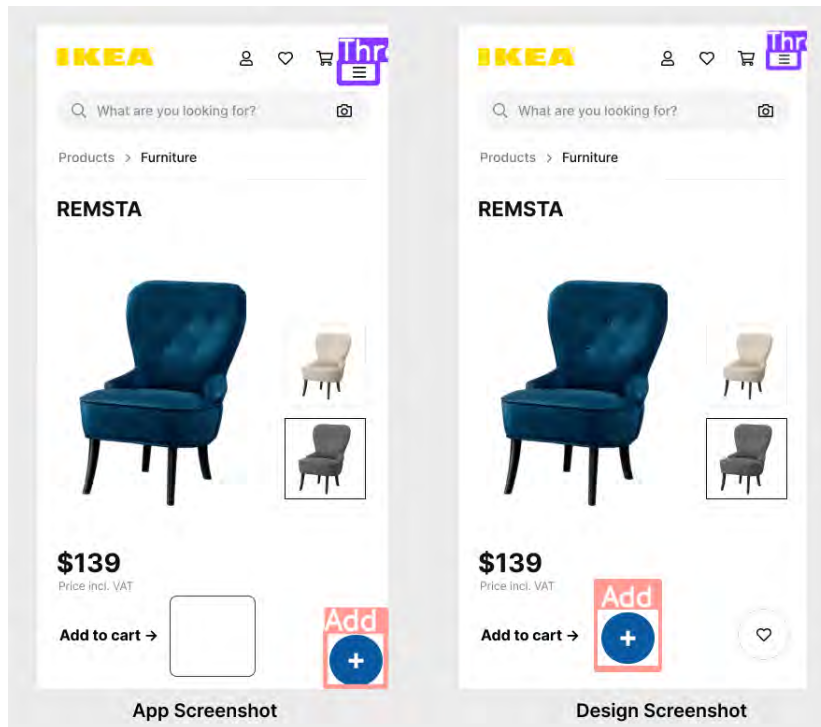 IKEA
Thr
What are you looking for?
Products > Furniture
REMSTA
$139
Price incl. VAT
Add to cart →
Add
+
App Screenshot
IKEA
Thr
What are you looking for?
Products > Furniture
REMSTA
$139
Price incl. VAT
Add to cart →
Add
+
Design Screenshot